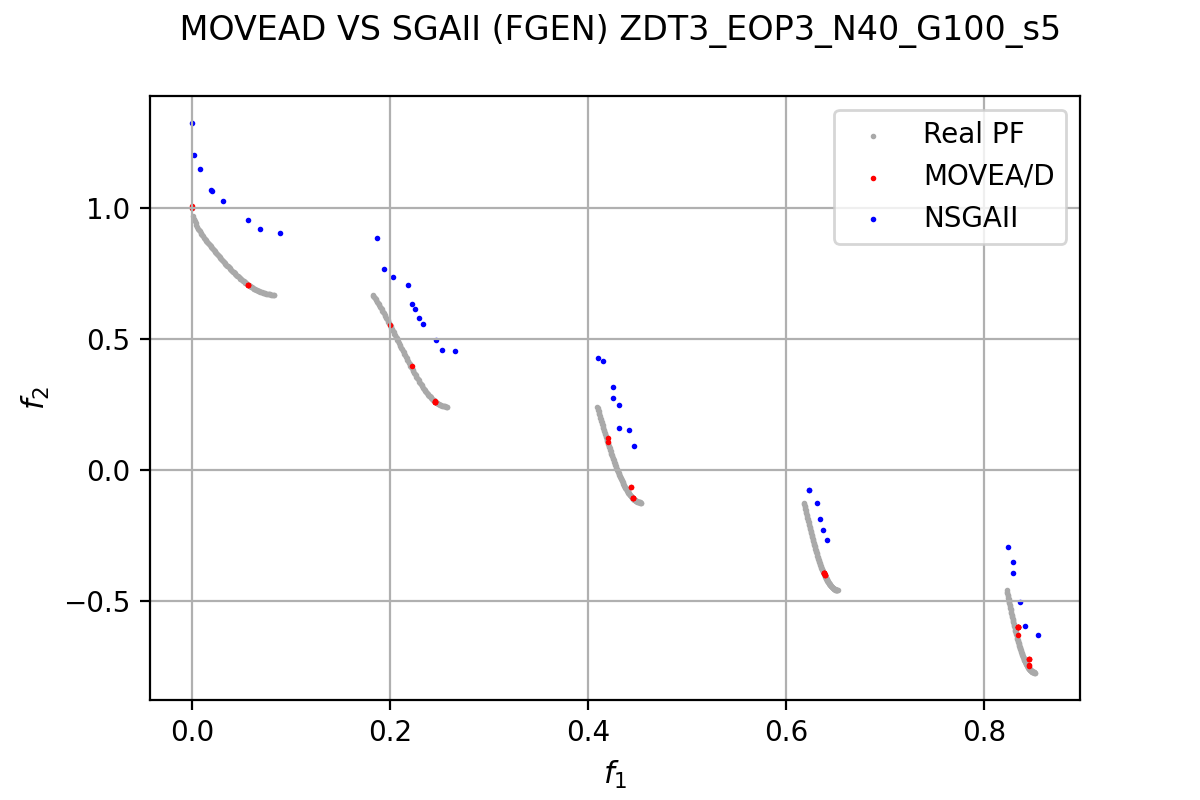 MOVEAD VS SGAII (FGEN) ZDT3_EOP3_N40_G100_s5
Real PF
MOVEA/D
NSGAII
1.0
0.5
0.0
−0.5
f₂
0.0 0.2 0.4 0.6 0.8
f₁